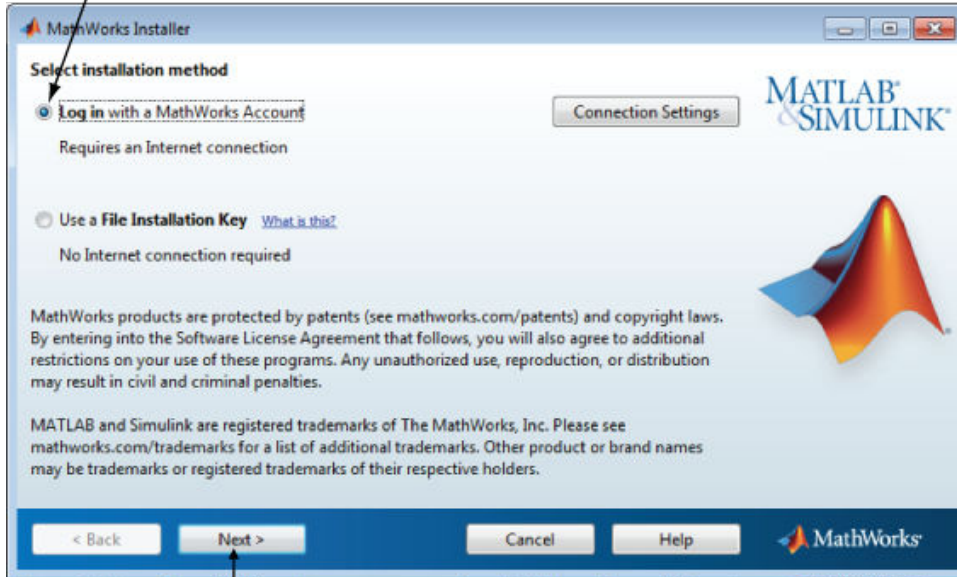 MathWorks Installer
Select installation method
Log in with a MathWorks Account
Connection Settings
MATLAB®
&SIMULINK®
Requires an Internet connection
Use a File Installation Key What is this?
No Internet connection required
MathWorks products are protected by patents (see mathworks.com/patents) and copyright laws.
By entering into the Software License Agreement that follows, you will also agree to additional
restrictions on your use of these programs. Any unauthorized use, reproduction, or distribution
may result in civil and criminal penalties.
MATLAB and Simulink are registered trademarks of The MathWorks, Inc. Please see
mathworks.com/trademarks for a list of additional trademarks. Other product or brand names
may be trademarks or registered trademarks of their respective holders.
< Back Next > Cancel Help MathWorks®